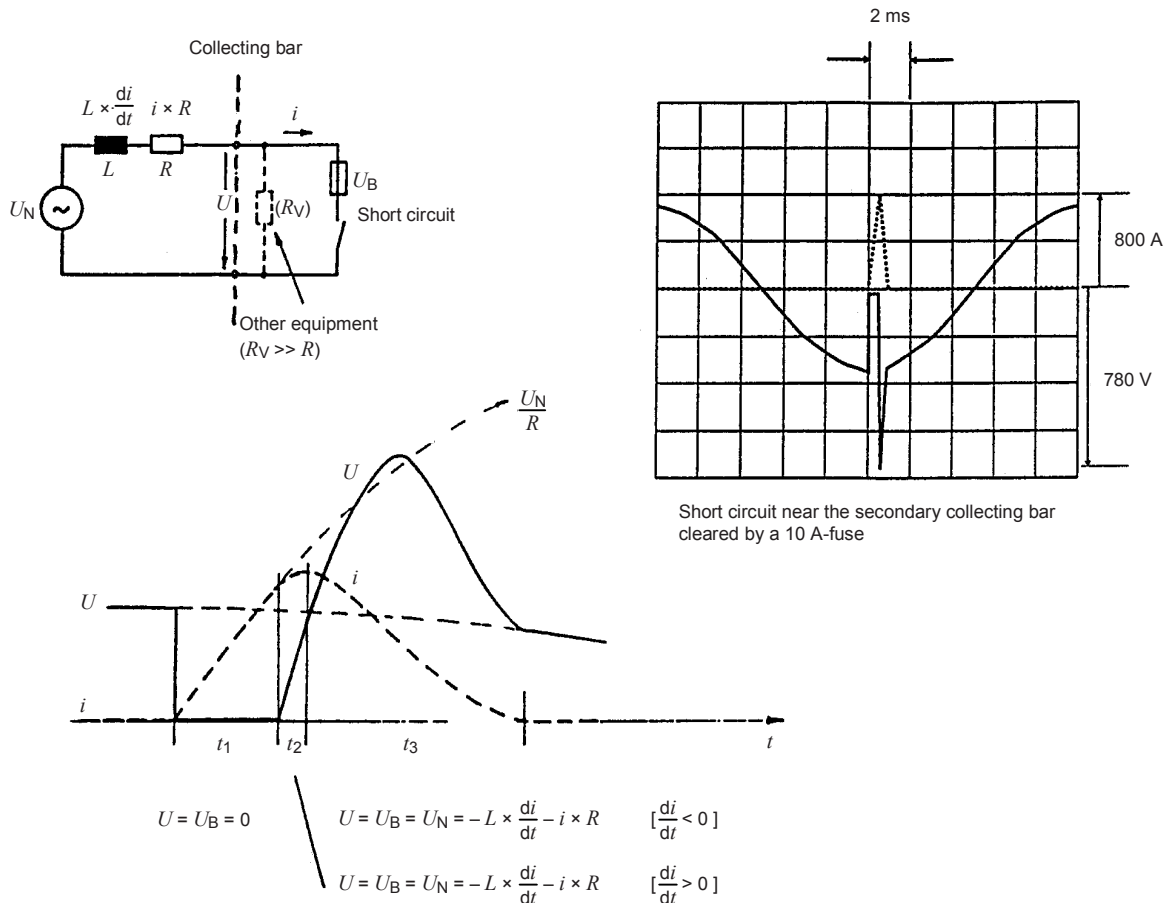 Collecting bar
L × di/dt i × R
i
L R
U_N
U
(R_V)
U_B
Short circuit
Other equipment
(R_V >> R)
2 ms
800 A
780 V
Short circuit near the secondary collecting bar
cleared by a 10 A-fuse
U_N/R
U
i
U
i
t_1 t_2 t_3 t
U = U_B = 0 U = U_B = U_N = – L × di/dt – i × R [di/dt < 0 ]
U = U_B = U_N = – L × di/dt – i × R [di/dt > 0 ]